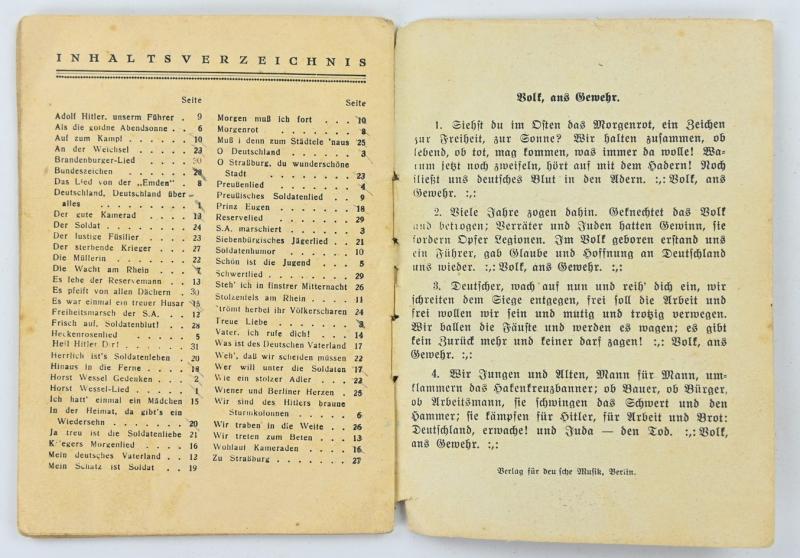 INHALTSVERZEICHNIS
Seite
Adolf Hitler, unserm Führer . 9
Als die goldne Abendsonne . . 6
Auf zum Kampf . . . . . 10
An der Weichsel . . . . . 23
Brandenburger-Lied . . . . 30
Bundeszeichen . . . . . 28
Das Lied von der „Emden" . . 8
Deutschland, Deutschland über
alles . . . . . . . . 1
Der gute Kamerad . . . . 13
Der Soldat . . . . . . 24
Der lustige Füsilier . . . . 23
Der sterbende Krieger . . . 27
Die Müllerin . . . . . . 22
Die Wacht am Rhein . . . . 7
Es lebe der Reservemann . . 13
Es pfeift von allen Dächern . . 30
Es war einmal ein treuer Husar 15
Freiheitsmarsch der S.A. . . 12
Frisch auf, Soldatenblut! . . 28
Heckenroselied . . . . . 5
Heil Hitler Dir! . . . . . 31
Herrlich ist's Soldatenleben . . 20
Hinaus in die Ferne . . . . 18
Horst Wessel Gedenken . . . 2
Horst Wessel-Lied . . . . 1
Ich hatt' einmal ein Mädchen . 15
In der Heimat, da gibt's ein
Wiedersehn . . . . . . 20
Ja treu ist die Soldatenliebe . 21
Kriegers Morgenlied . . . . 16
Mein deutsches Vaterland . . 13
Mein Schatz ist Soldat . . . 19
Seite
Morgen muß ich fort . . . . 10
Morgenrot . . . . . . . 8
Muß i denn zum Städtele 'naus 25
O Deutschland . . . . . . 3
O Straßburg, du wunderschöne
Stadt . . . . . . . . 23
Preußenlied . . . . . . 4
Preußisches Soldatenlied . . 9
Prinz Eugen . . . . . . 18
Reservelied . . . . . . 29
S.A. marschiert . . . . . 3
Siebenbürgisches Jägerlied . . 21
Soldatenhumor . . . . . 10
Schön ist die Jugend . . . . 5
Schwertlied . . . . . . 29
Steh' ich in finstrer Mitternacht 26
Stolzenfels am Rhein . . . . 11
'trömt herbei ihr Völkerscharen 24
Treue Liebe . . . . . . 3
Vater, ich rufe dich! . . . . 14
Was ist des Deutschen Vaterland 17
Weh', daß wir scheiden müssen 22
Wer will unter die Soldaten . 17
Wie ein stolzer Adler . . . 22
Wiener und Berliner Herzen . 25
Wir sind des Hitlers braune
Sturmkolonnen . . . . . 6
Wir traben in die Weite . . . 26
Wir treten zum Beten . . . 13
Wohlauf Kameraden . . . . 16
Zu Straßburg . . . . . . 27
Volk, ans Gewehr.
1. Siehst du im Osten das Morgenrot, ein Zeichen
zur Freiheit, zur Sonne? Wir halten zusammen, ob
lebend, ob tot, mag kommen, was immer da wolle! Wa-
rum jetzt noch zweifeln, hört auf mit dem Hadern! Noch
fließt uns deutsches Blut in den Adern. :,: Volk, ans
Gewehr. :,:
2. Viele Jahre zogen dahin. Geknechtet das Volk
und betrogen; Verräter und Juden hatten Gewinn, sie
fordern Opfer Legionen. Im Volk geboren erstand uns
ein Führer, gab Glaube und Hoffnung an Deutschland
uns wieder. :,: Volk, ans Gewehr. :,:
3. Deutscher, wach auf nun und reih' dich ein, wir
schreiten dem Siege entgegen, frei soll die Arbeit und
frei wollen wir sein und mutig und trotzig verwegen.
Wir ballen die Fäuste und werden es wagen; es gibt
kein Zurück mehr und keiner darf zagen! :,: Volk, ans
Gewehr. :,:
4. Wir Jungen und Alten, Mann für Mann, um-
klammern das Hakenkreuzbanner; ob Bauer, ob Bürger,
ob Arbeitsmann, sie schwingen das Schwert und den
Hammer; sie kämpfen für Hitler, für Arbeit und Brot:
Deutschland, erwache! und Juda — den Tod. :,: Volk,
ans Gewehr. :,:
Verlag für deutsche Musik, Berlin.